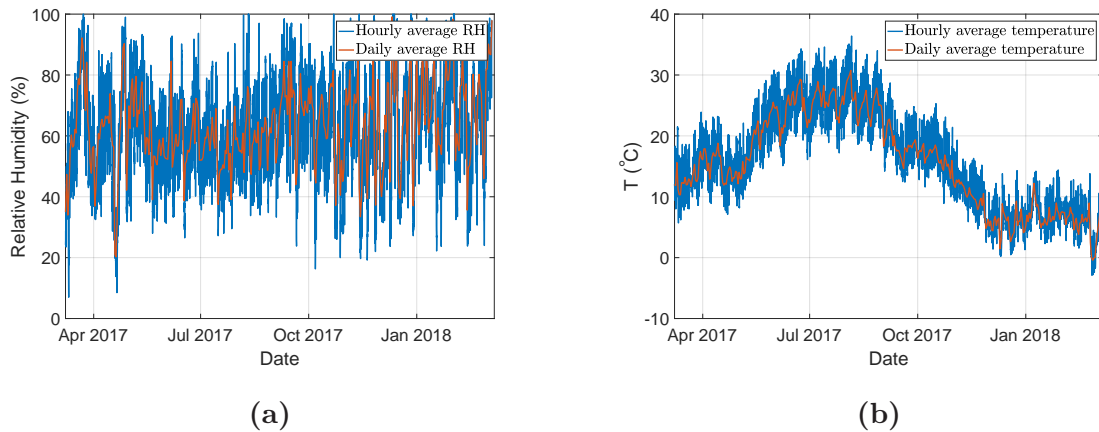 Hourly average RH
Daily average RH
Relative Humidity (%)
100
80
60
40
20
0
Apr 2017
Jul 2017
Oct 2017
Jan 2018
Date
(a)
Hourly average temperature
Daily average temperature
T (°C)
40
30
20
10
0
-10
Apr 2017
Jul 2017
Oct 2017
Jan 2018
Date
(b)